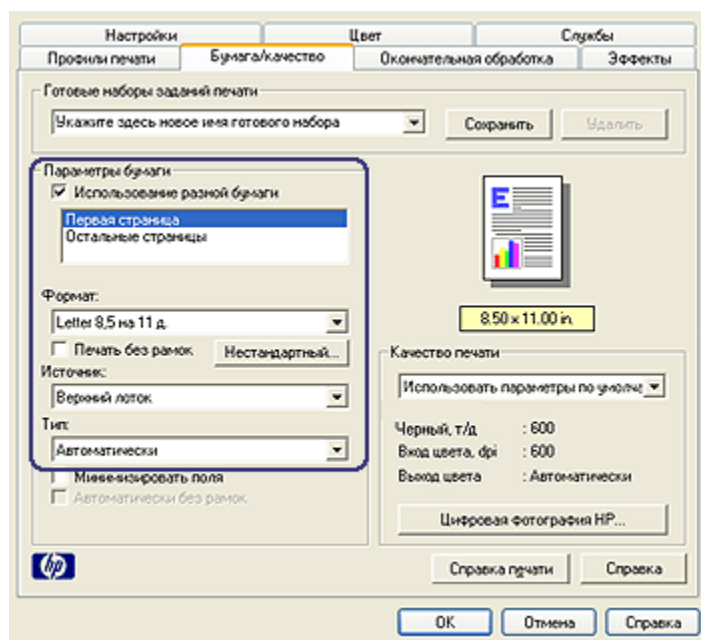 Настройки Цвет Службы
Профили печати Бумага/качество Окончательная обработка Эффекты
Готовые наборы заданий печати
Укажите здесь новое имя готового набора Сохранить Удалить
Параметры бумаги
Использование разной бумаги
Первая страница
Остальные страницы
Формат:
Letter 8,5 на 11 д.
Печать без рамок Нестандартный...
Источник:
Верхний лоток
Тип:
Автоматически
Минимизировать поля
Автоматически без рамок
E
8.50 x 11.00 in.
Качество печати
Использовать параметры по умолча
Черный, т/д : 600
Вход цвета, dpi : 600
Выход цвета : Автоматически
Цифровая фотография HP...
hp
Справка печати Справка
OK Отмена Справка